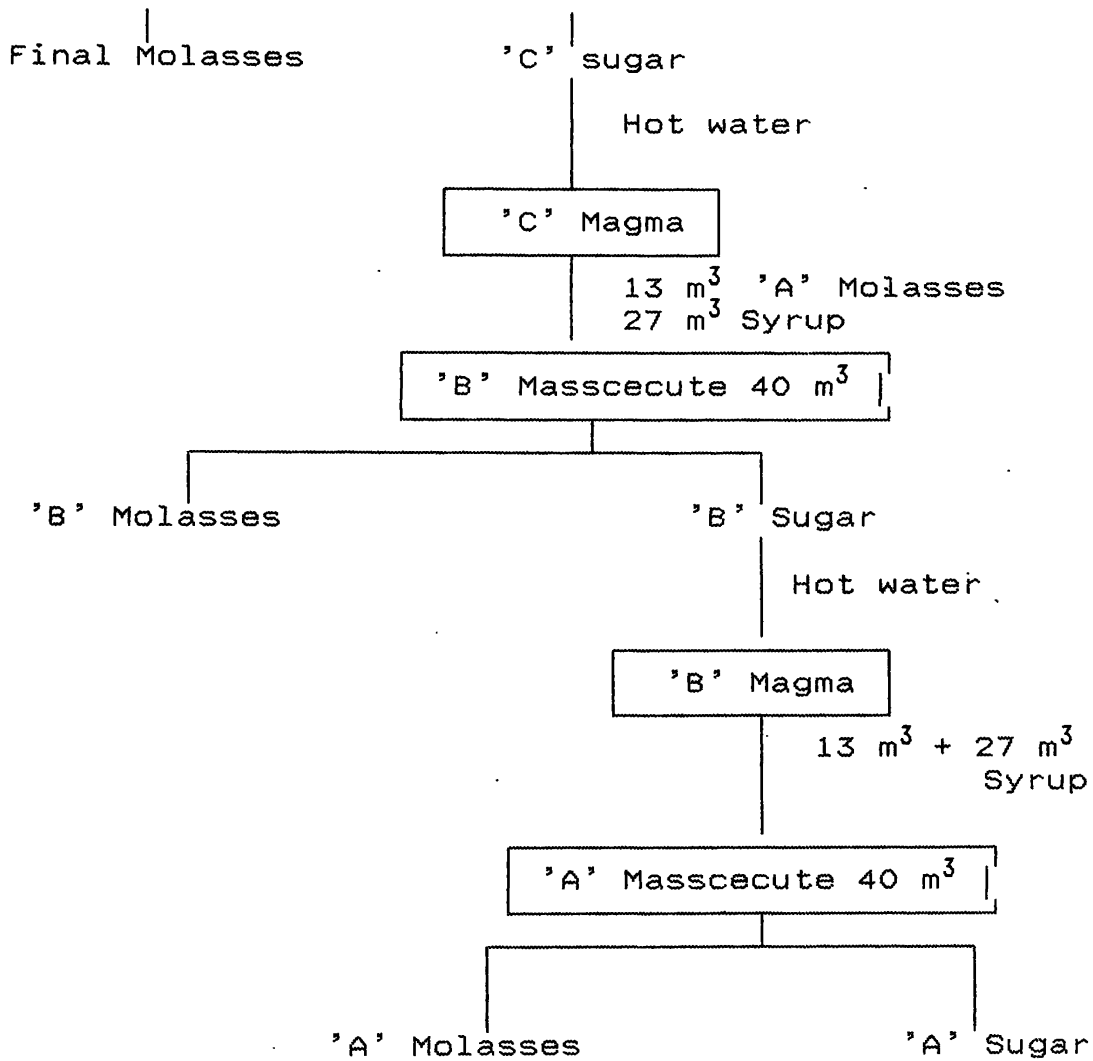 Final Molasses
'C' sugar
Hot water
'C' Magma
13 m³ 'A' Molasses
27 m³ Syrup
'B' Masscecute 40 m³
'B' Molasses
'B' Sugar
Hot water
'B' Magma
13 m³ + 27 m³
Syrup
'A' Masscecute 40 m³
'A' Molasses
'A' Sugar